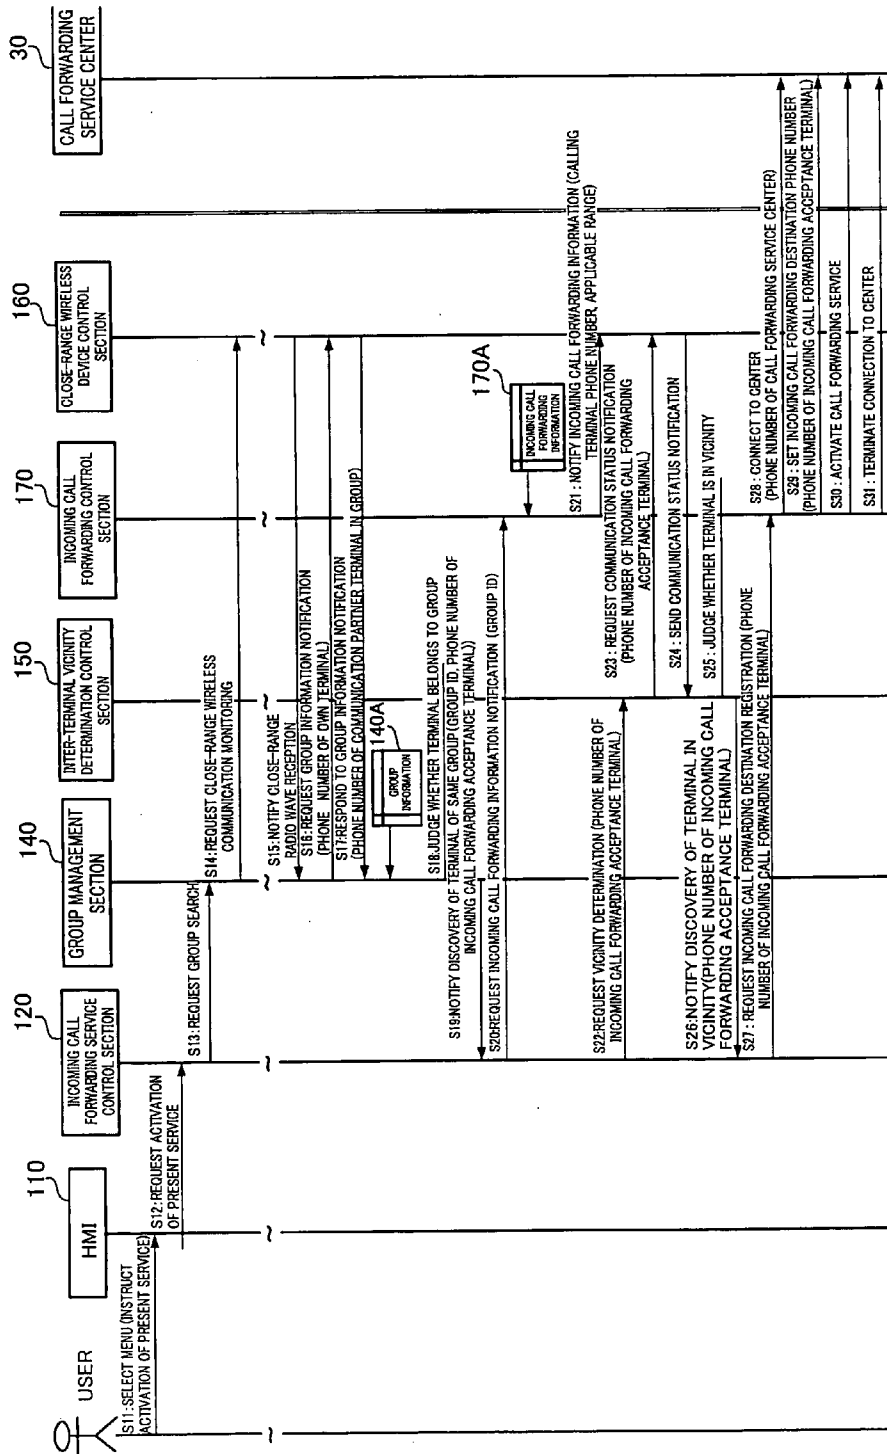 USER
110
HMI
120
INCOMING CALL
FORWARDING SERVICE
CONTROL SECTION
140
GROUP MANAGEMENT
SECTION
150
INTER-TERMINAL VICINITY
DETERMINATION CONTROL
SECTION
170
INCOMING CALL
FORWARDING CONTROL
SECTION
160
CLOSE-RANGE WIRELESS
DEVICE CONTROL
SECTION
30
CALL FORWARDING
SERVICE CENTER
S11:SELECT MENU (INSTRUCT
ACTIVATION OF PRESENT SERVICE)
S12:REQUEST ACTIVATION
OF PRESENT SERVICE
S13:REQUEST GROUP SEARCH
S14:REQUEST CLOSE-RANGE WIRELESS
COMMUNICATION MONITORING
S15:NOTIFY CLOSE-RANGE
RADIO WAVE RECEPTION
S16:REQUEST GROUP INFORMATION NOTIFICATION
(PHONE NUMBER OF OWN TERMINAL)
S17:RESPOND TO GROUP INFORMATION NOTIFICATION
(PHONE NUMBER OF COMMUNICATION PARTNER TERMINAL IN GROUP)
140A
GROUP
INFORMATION
S18:JUDGE WHETHER TERMINAL BELONGS TO GROUP
S19:NOTIFY DISCOVERY OF TERMINAL OF SAME GROUP (GROUP ID, PHONE NUMBER OF
INCOMING CALL FORWARDING ACCEPTANCE TERMINAL))
S20:REQUEST INCOMING CALL FORWARDING INFORMATION NOTIFICATION (GROUP ID)
170A
INCOMING CALL
FORWARDING
INFORMATION
S21 : NOTIFY INCOMING CALL FORWARDING INFORMATION (CALLING
TERMINAL PHONE NUMBER, APPLICABLE RANGE)
S22:REQUEST VICINITY DETERMINATION (PHONE NUMBER OF
INCOMING CALL FORWARDING ACCEPTANCE TERMINAL)
S23 : REQUEST COMMUNICATION STATUS NOTIFICATION
(PHONE NUMBER OF INCOMING CALL FORWARDING
ACCEPTANCE TERMINAL)
S24 : SEND COMMUNICATION STATUS NOTIFICATION
S25 : JUDGE WHETHER TERMINAL IS IN VICINITY
S26:NOTIFY DISCOVERY OF TERMINAL IN
VICINITY(PHONE NUMBER OF INCOMING CALL
FORWARDING ACCEPTANCE TERMINAL)
S27 : REQUEST INCOMING CALL FORWARDING DESTINATION REGISTRATION (PHONE
NUMBER OF INCOMING CALL FORWARDING ACCEPTANCE TERMINAL)
S28 : CONNECT TO CENTER
(PHONE NUMBER OF CALL FORWARDING SERVICE CENTER)
S29 : SET INCOMING CALL FORWARDING DESTINATION PHONE NUMBER
(PHONE NUMBER OF INCOMING CALL FORWARDING ACCEPTANCE TERMINAL)
S30 : ACTIVATE CALL FORWARDING SERVICE
S31 : TERMINATE CONNECTION TO CENTER